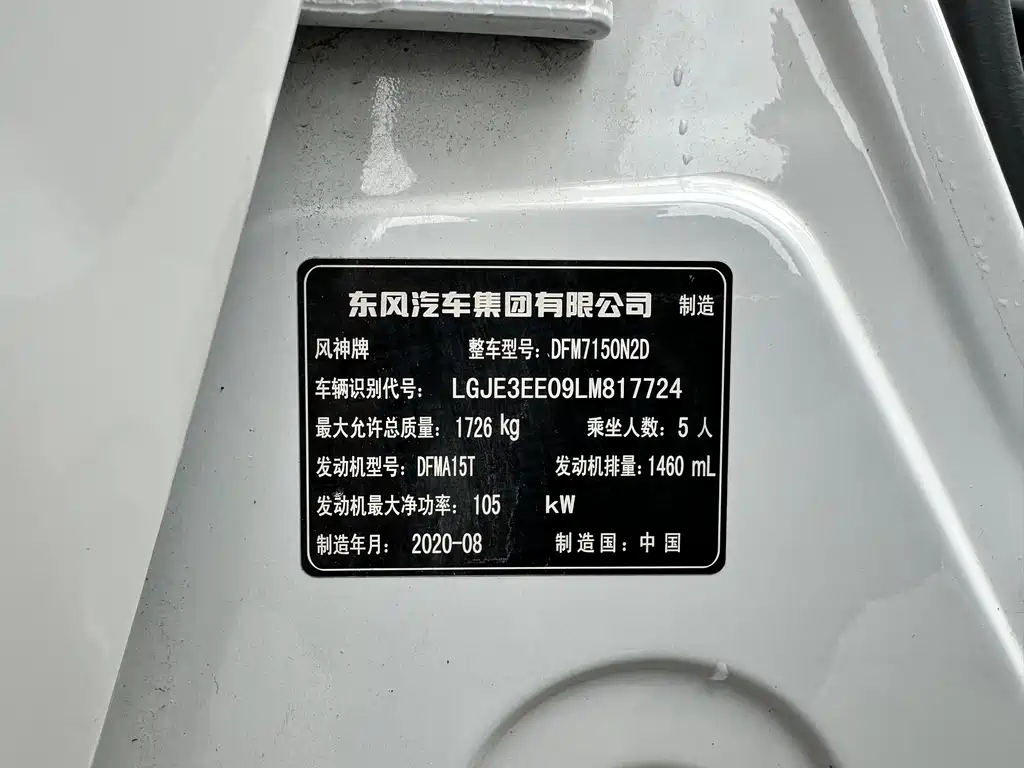 东风汽车集团有限公司 制造
风神牌 整车型号：DFM7150N2D
车辆识别代号： LGJE3EE09LM817724
最大允许总质量：1726 kg 乘坐人数：5 人
发动机型号：DFMA15T 发动机排量：1460 mL
发动机最大净功率：105 kW
制造年月： 2020-08 制造国：中国